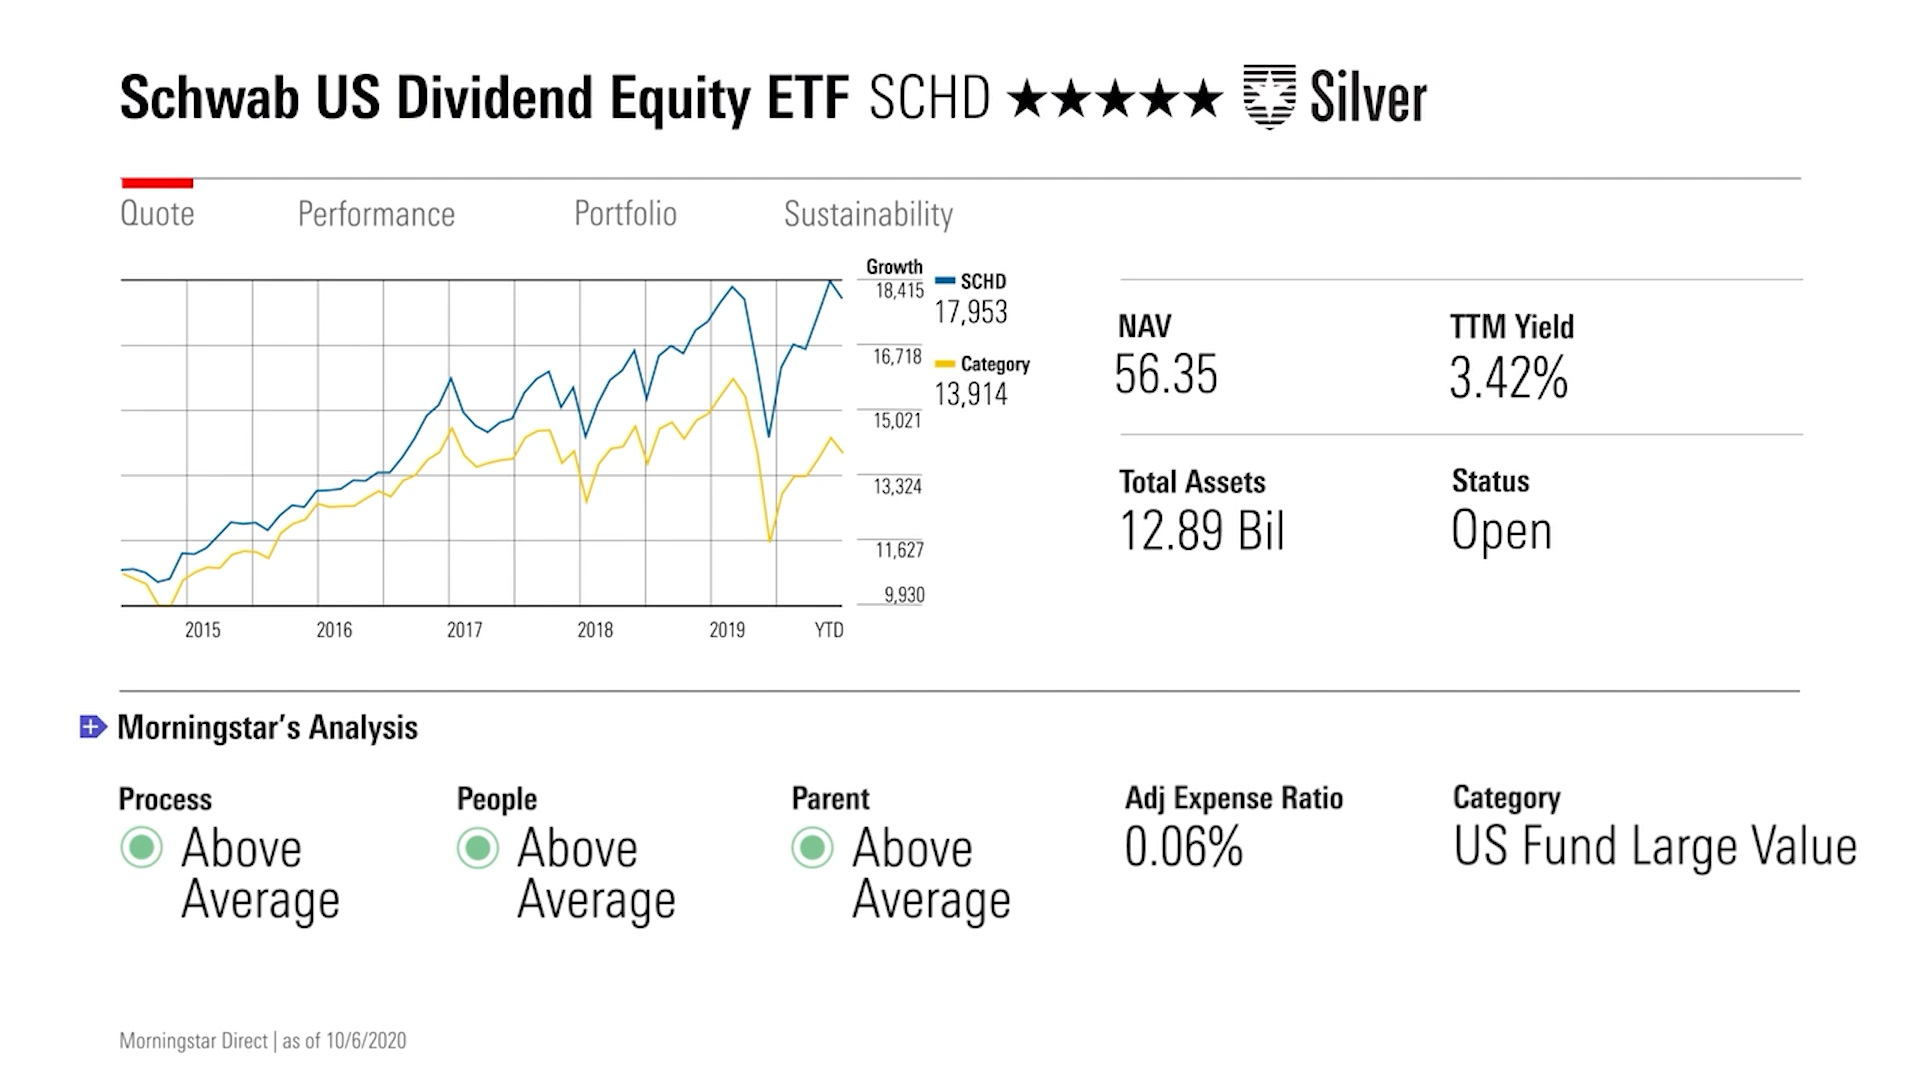 Schwab US Dividend Equity ETF SCHD ★★★★★ Silver
Quote Performance Portfolio Sustainability
Growth
18,415
16,718
15,021
13,324
11,627
9,930
SCHD
17,953
Category
13,914
2015 2016 2017 2018 2019 YTD
NAV
56.35
TTM Yield
3.42%
Total Assets
12.89 Bil
Status
Open
Morningstar's Analysis
Process
Above
Average
People
Above
Average
Parent
Above
Average
Adj Expense Ratio
0.06%
Category
US Fund Large Value
Morningstar Direct | as of 10/6/2020